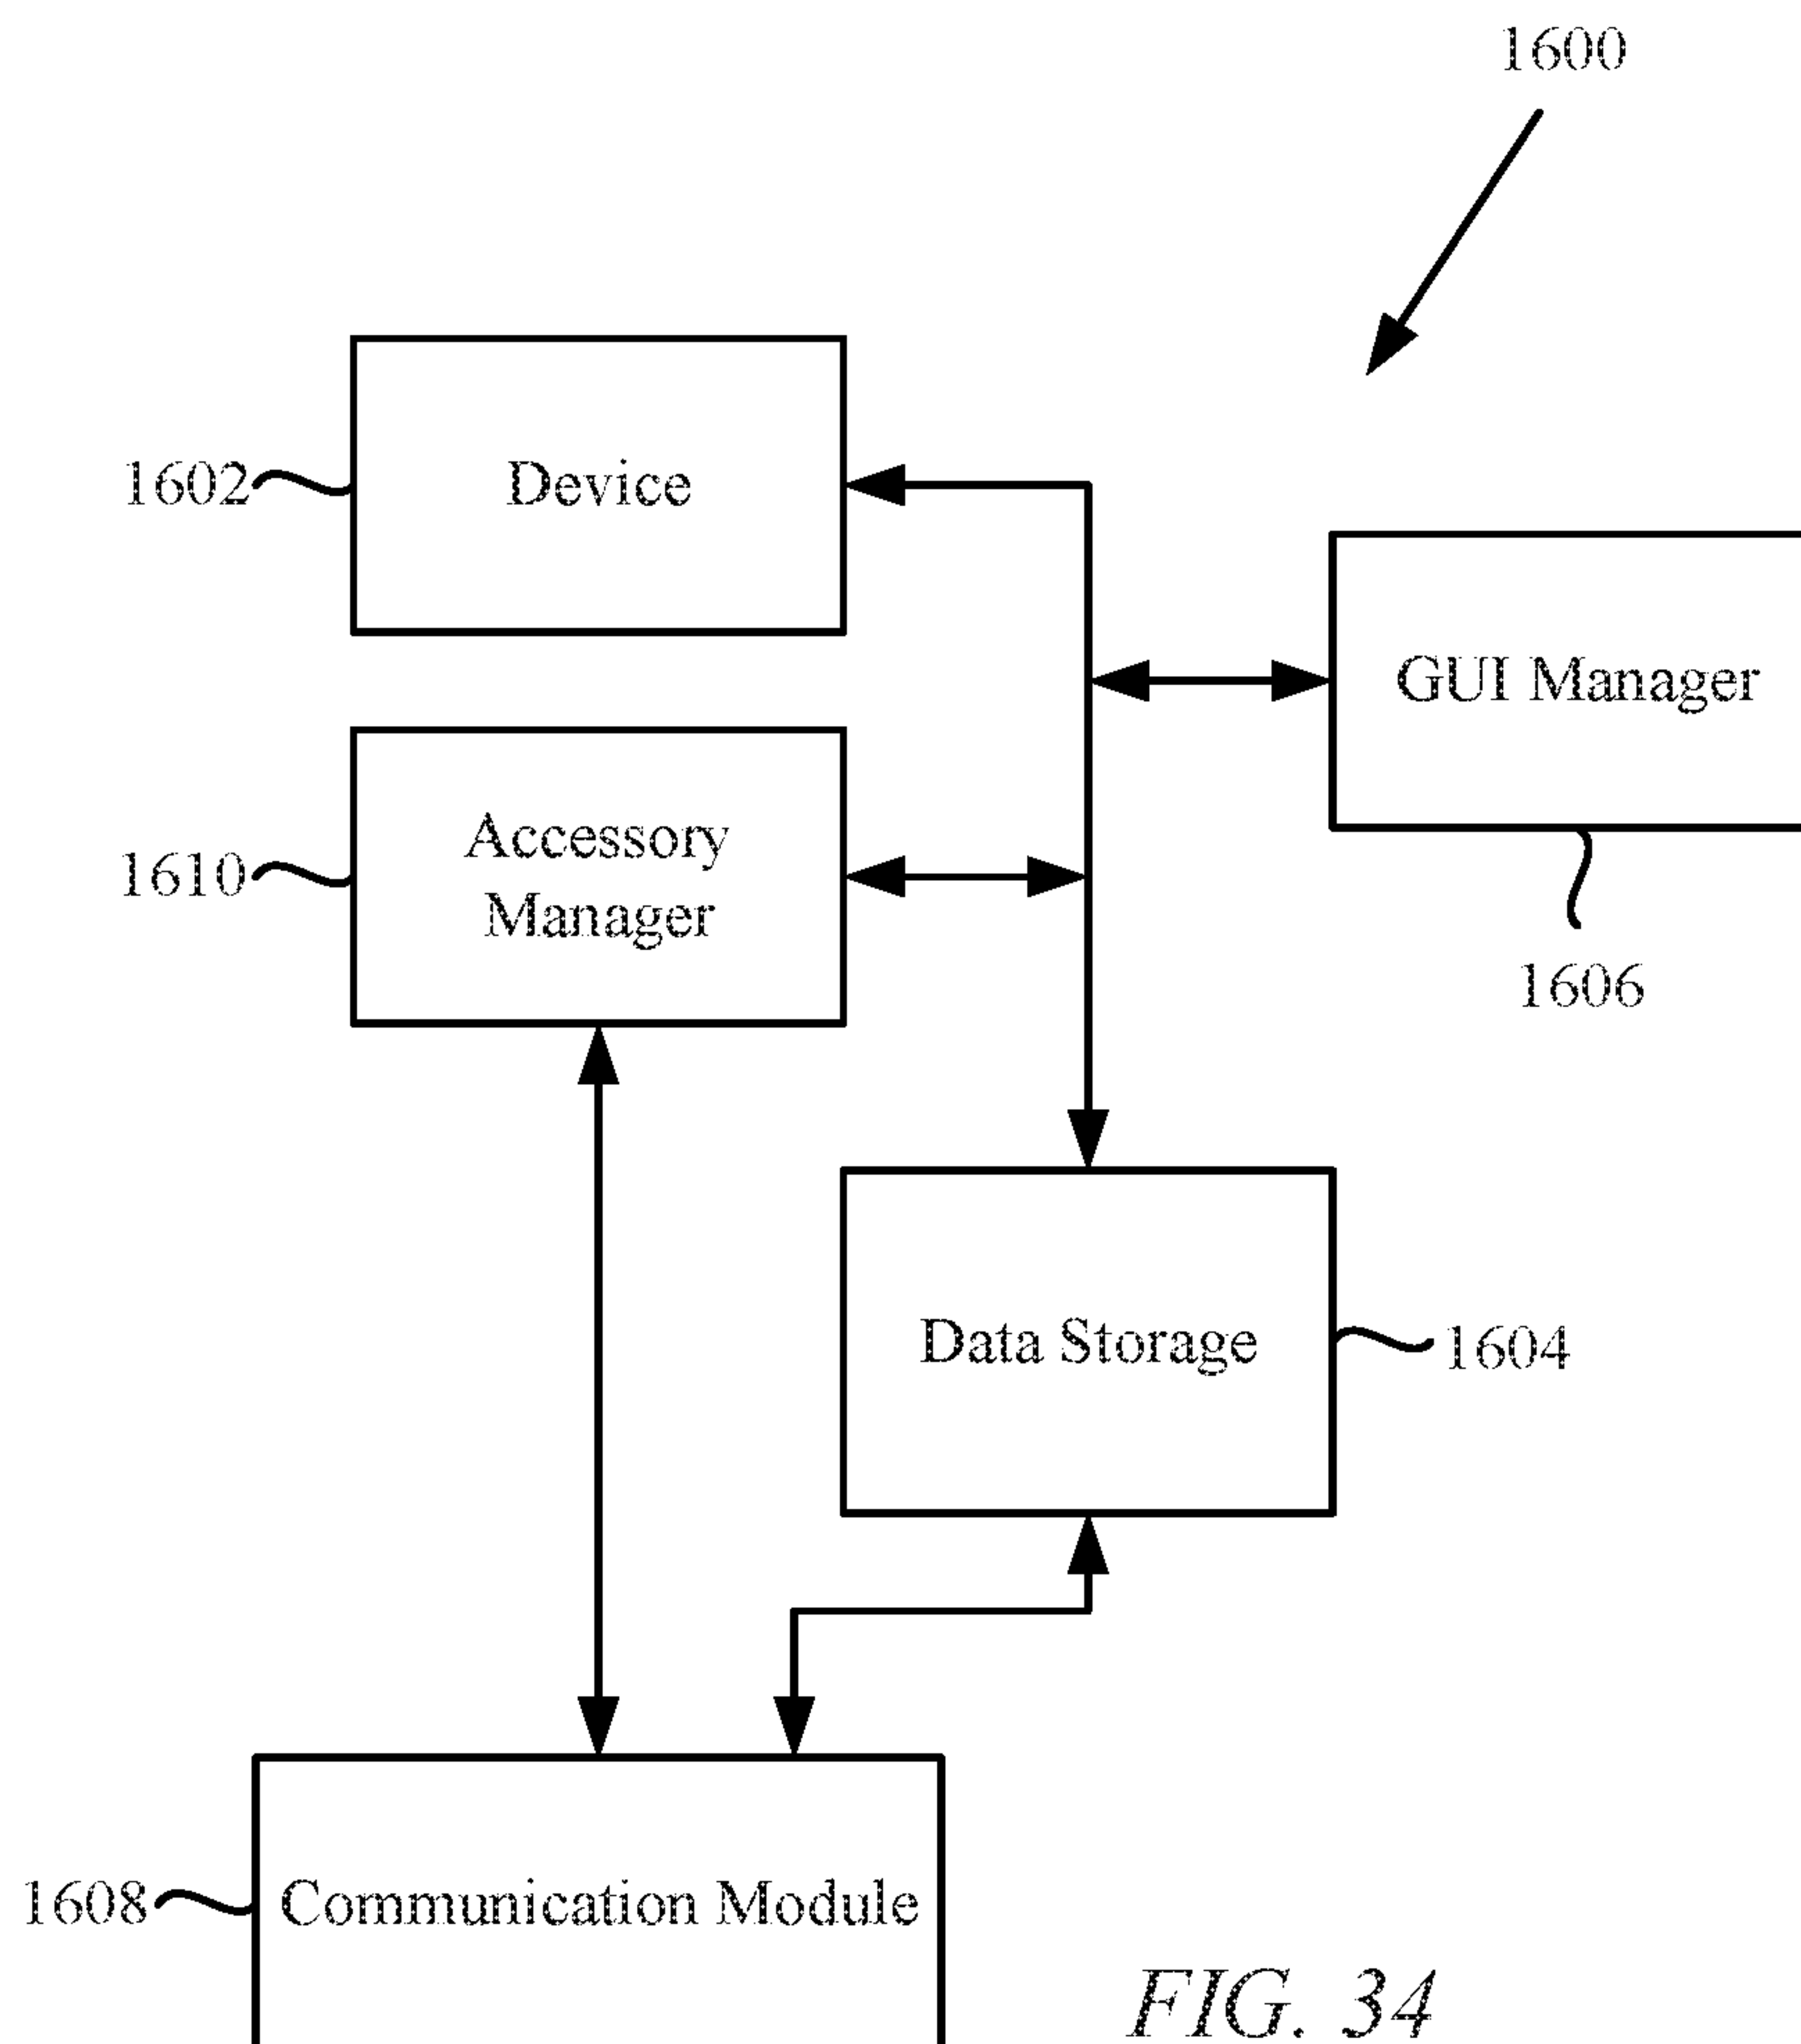 1600
1602
Device
GUI Manager
1610
Accessory
Manager
1606
Data Storage
1604
1608
Communication Module
FIG. 34